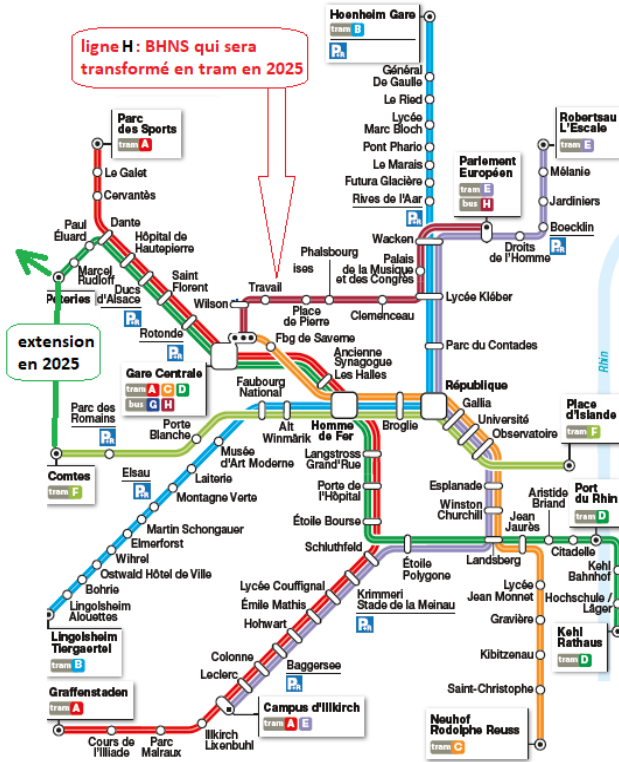 ligne H : BHNS qui sera
transformé en tram en 2025
Hoenheim Gare
tram B
P+R
Général
De Gaulle
Le Ried
Lycée
Marc Bloch
Pont Phario
Le Marais
Futura Glacière
Rives de l'Aar
P+R
Parc
des Sports
tram A
Le Galet
Cervantès
Dante
Paul
Éluard
Hôpital de
Hautepierre
Marcel
Rudloff
Poteries
Ducs
d'Alsace
P+R
Saint
Florent
Rotonde
P+R
extension
en 2025
Robertsau
L'Escale
tram E
Mélanie
Jardiniers
Boecklin
P+R
Droits
de l'Homme
Parlement
Européen
tram E
bus H
Wacken
Phalsbourg
ises
Palais
de la Musique
et des Congrès
Travail
Wilson
Place
de Pierre
Clemenceau
Lycée Kléber
Parc du Contades
Rhin
Fbg de Saverne
Ancienne
Synagogue
Les Halles
Gare Centrale
tram A C D
bus G H
Faubourg
National
République
Gallia
Université
Observatoire
Place
d'Islande
tram F
Parc des
Romains
P+R
Porte
Blanche
Alt
Winmärik
Homme
de Fer
Broglie
Comtes
tram F
Elsau
P+R
Musée
d'Art Moderne
Laiterie
Montagne Verte
Martin Schongauer
Elmerforst
Wihrel
Ostwald Hôtel de Ville
Bohrie
Lingolsheim
Alouettes
Lingolsheim
Tiergaertel
tram B
Langstross
Grand'Rue
Porte de
l'Hôpital
Étoile Bourse
Schluthfeld
Esplanade
Winston
Churchill
Jean
Jaurès
Aristide
Briand
Port
du Rhin
tram D
Landsberg
Citadelle
Kehl
Bahnhof
Hochschule /
Läger
Kehl
Rathaus
tram D
Étoile
Polygone
Krimmeri
Stade de la Meinau
P+R
Lycée Couffignal
Émile Mathis
Hohwart
Colonne
Leclerc
Baggersee
P+R
Lycée
Jean Monnet
Gravière
Kibitzenau
Saint-Christophe
Neuhof
Rodolphe Reuss
tram C
Campus d'Illkirch
tram A E
Graffenstaden
tram A
Cours de
l'Illiade
Parc
Malraux
Illkirch
Lixenbuhl